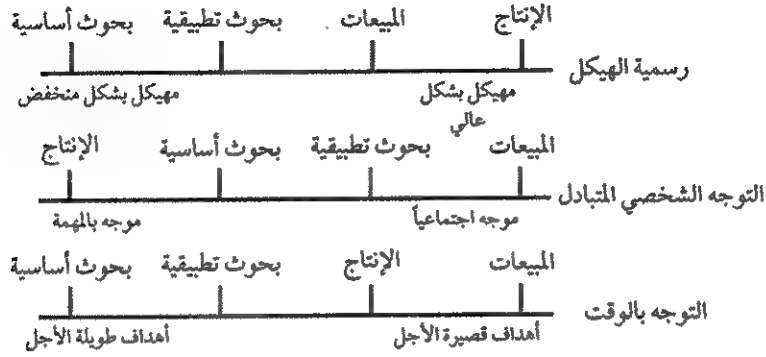 الإنتاج المبيعات بحوث تطبيقية بحوث أساسية
رسمية الهيكل
مهيكل بشكل عالي مهيكل بشكل منخفض
المبيعات بحوث تطبيقية بحوث أساسية الإنتاج
التوجه الشخصي المتبادل
موجه اجتماعياً موجه بالمهمة
المبيعات الإنتاج بحوث تطبيقية بحوث أساسية
التوجه بالوقت
أهداف قصيرة الأجل أهداف طويلة الأجل